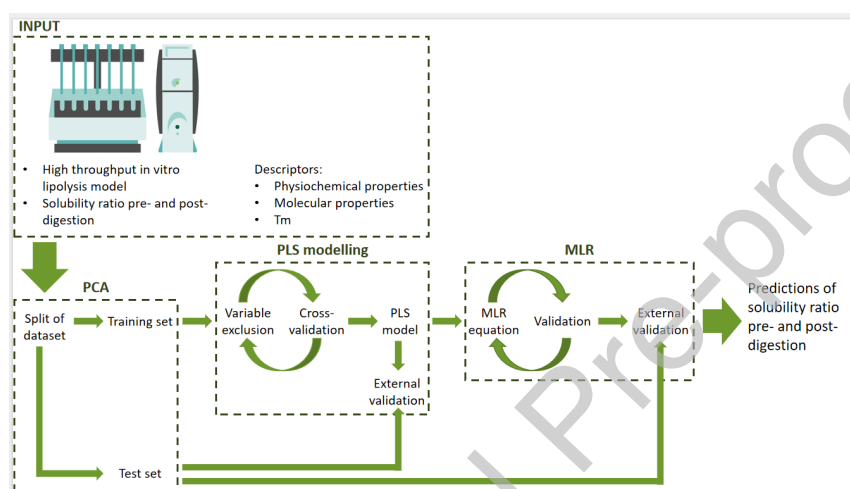 INPUT
• High throughput in vitro
lipolysis model
• Solubility ratio pre- and post-
digestion
Descriptors:
• Physiochemical properties
• Molecular properties
• Tm
PCA
Split of
dataset
Training set
Test set
PLS modelling
Variable
exclusion
Cross-
validation
PLS
model
External
validation
MLR
MLR
equation
Validation
External
validation
Predictions of
solubility ratio
pre- and post-
digestion
Pre-proo